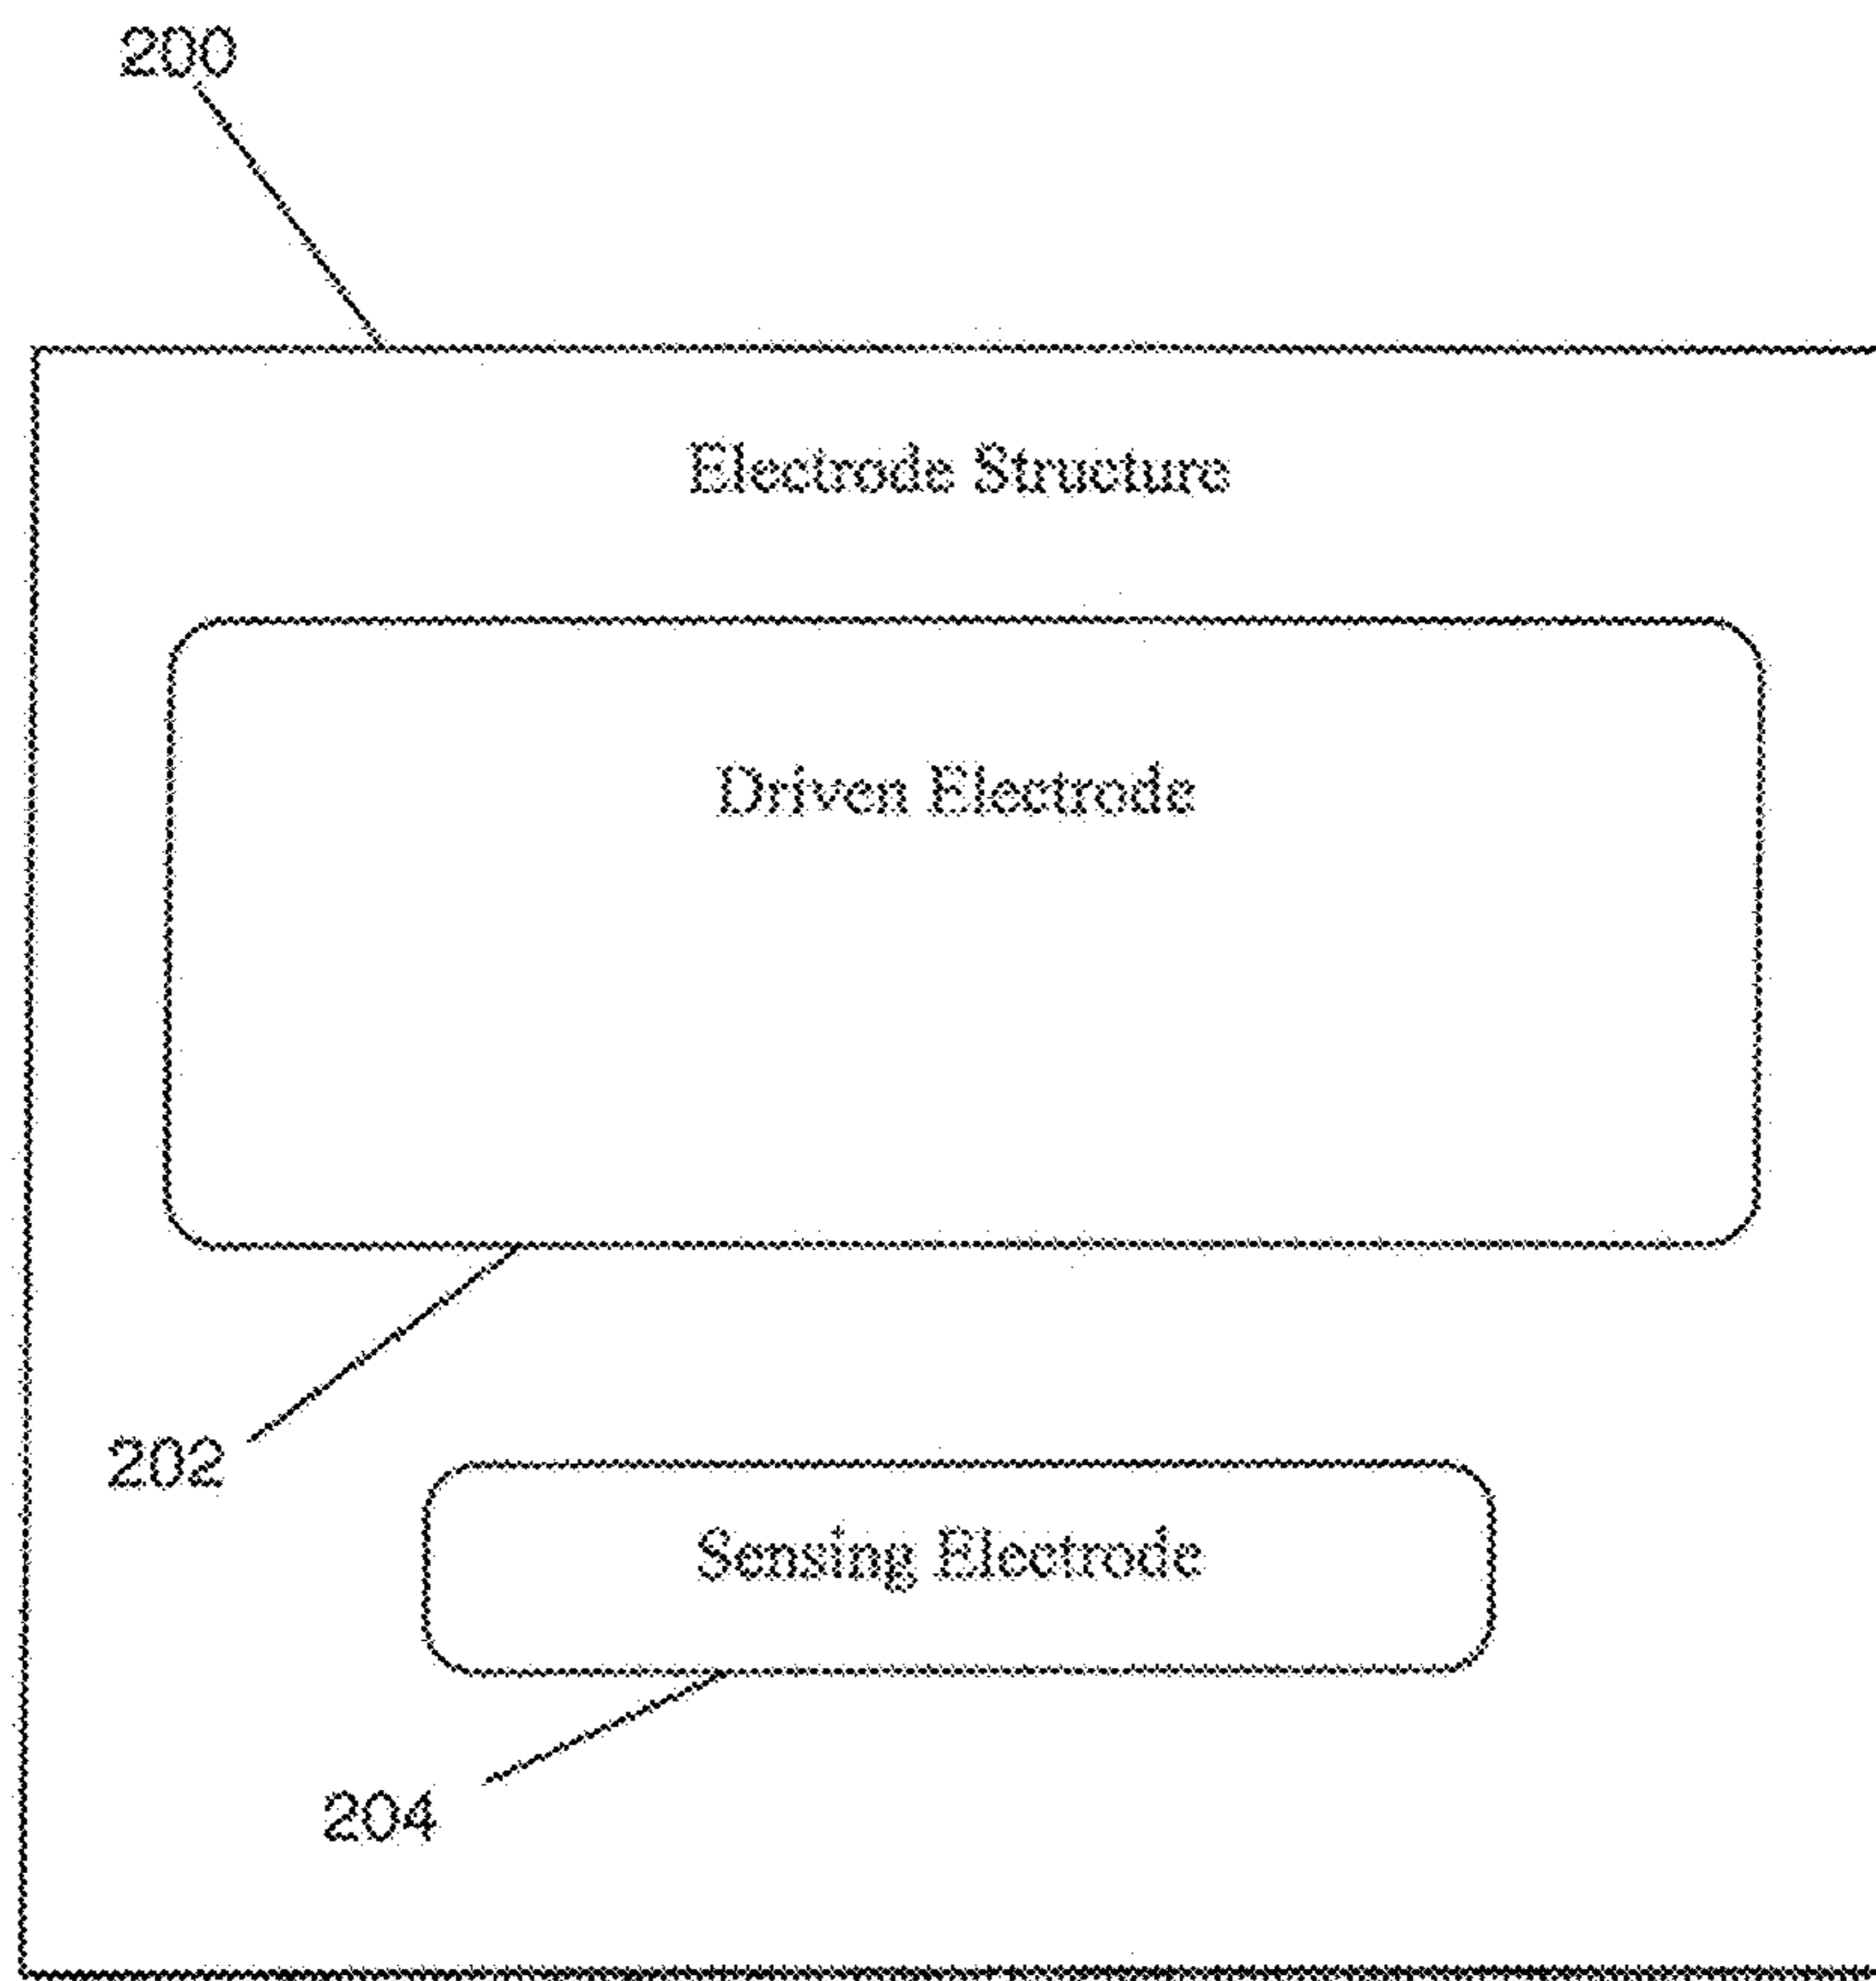 200
Electrode Structure
Driven Electrode
202
Sensing Electrode
204